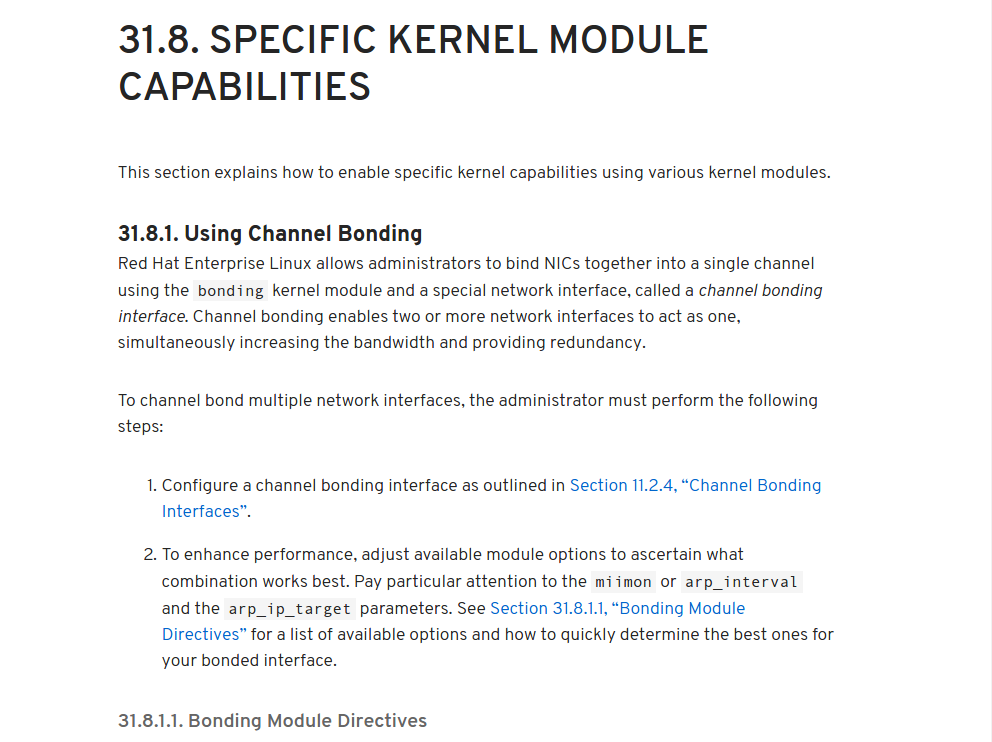 31.8. SPECIFIC KERNEL MODULE
CAPABILITIES
This section explains how to enable specific kernel capabilities using various kernel modules.
31.8.1. Using Channel Bonding
Red Hat Enterprise Linux allows administrators to bind NICs together into a single channel
using the bonding kernel module and a special network interface, called a channel bonding
interface. Channel bonding enables two or more network interfaces to act as one,
simultaneously increasing the bandwidth and providing redundancy.
To channel bond multiple network interfaces, the administrator must perform the following
steps:
1. Configure a channel bonding interface as outlined in Section 11.2.4, “Channel Bonding
Interfaces”.
2. To enhance performance, adjust available module options to ascertain what
combination works best. Pay particular attention to the miimon or arp_interval
and the arp_ip_target parameters. See Section 31.8.1.1, “Bonding Module
Directives” for a list of available options and how to quickly determine the best ones for
your bonded interface.
31.8.1.1. Bonding Module Directives